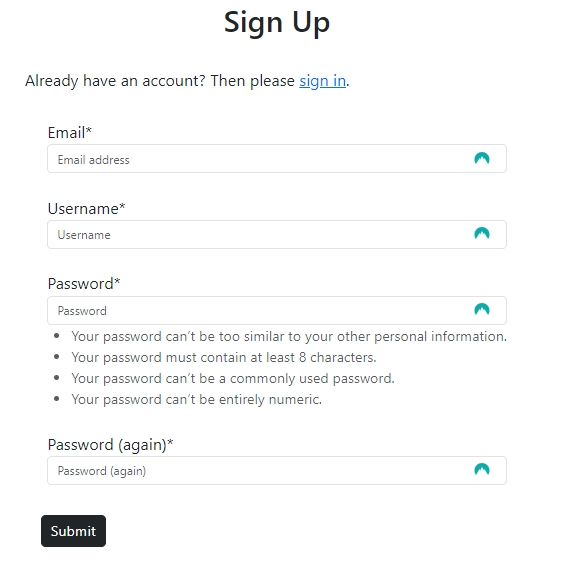 Sign Up
Already have an account? Then please sign in.
Email*
Email address
Username*
Username
Password*
Password
• Your password can't be too similar to your other personal information.
• Your password must contain at least 8 characters.
• Your password can't be a commonly used password.
• Your password can't be entirely numeric.
Password (again)*
Password (again)
Submit